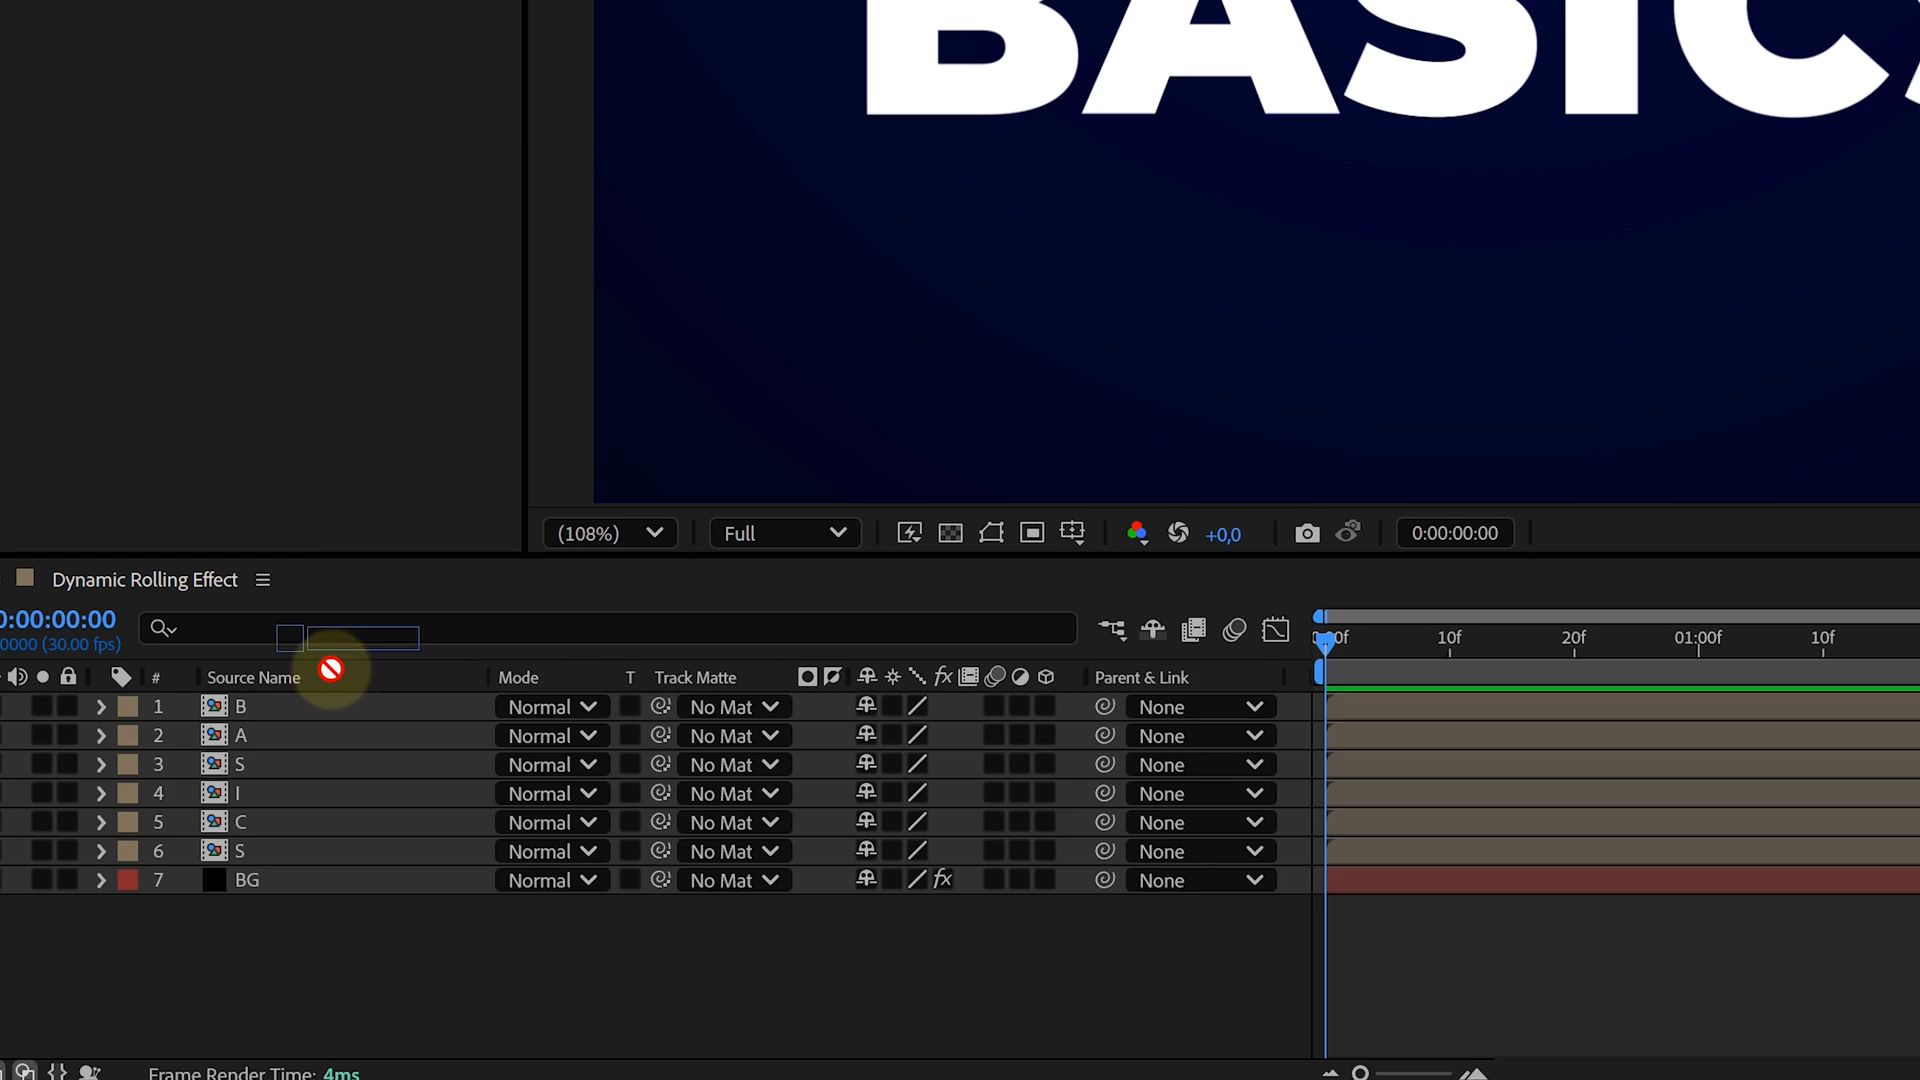 BASICS
(108%) Full +0,0 0:00:00:00
Dynamic Rolling Effect
0:00:00:00
0000 (30.00 fps)
10f 20f 01:00f 10f
# Source Name Mode T Track Matte fx Parent & Link
1 B Normal No Mat None
2 A Normal No Mat None
3 S Normal No Mat None
4 I Normal No Mat None
5 C Normal No Mat None
6 S Normal No Mat None
7 BG Normal No Mat fx None
Frame Render Time: 4ms